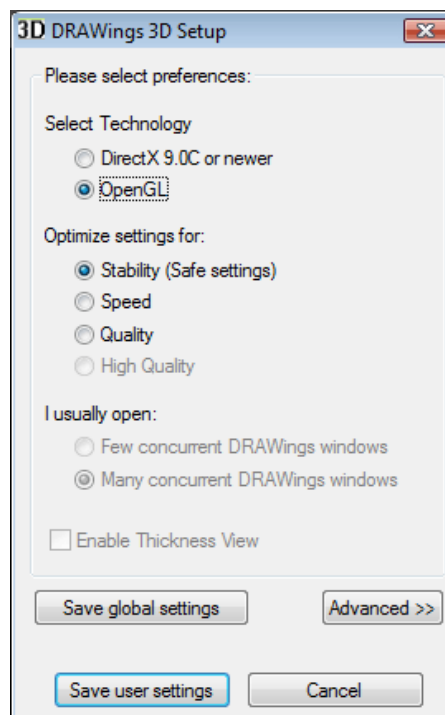 3D DRAWings 3D Setup
Please select preferences:
Select Technology
DirectX 9.0C or newer
OpenGL
Optimize settings for:
Stability (Safe settings)
Speed
Quality
High Quality
I usually open:
Few concurrent DRAWings windows
Many concurrent DRAWings windows
Enable Thickness View
Save global settings Advanced >>
Save user settings Cancel